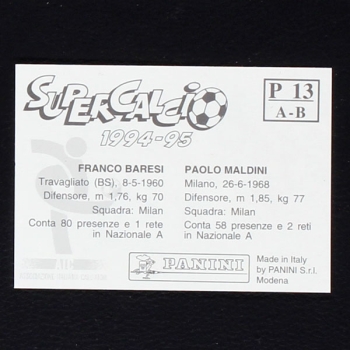 SUPERCALCIO
1994-95
P 13
A-B
FRANCO BARESI
Travagliato (BS), 8-5-1960
Difensore, m 1,76, kg 70
Squadra: Milan
Conta 80 presenze e 1 rete
in Nazionale A
PAOLO MALDINI
Milano, 26-6-1968
Difensore, m 1,85, kg 77
Squadra: Milan
Conta 58 presenze e 2 reti
in Nazionale A
PANINI
Made in Italy
by PANINI S.r.l.
Modena